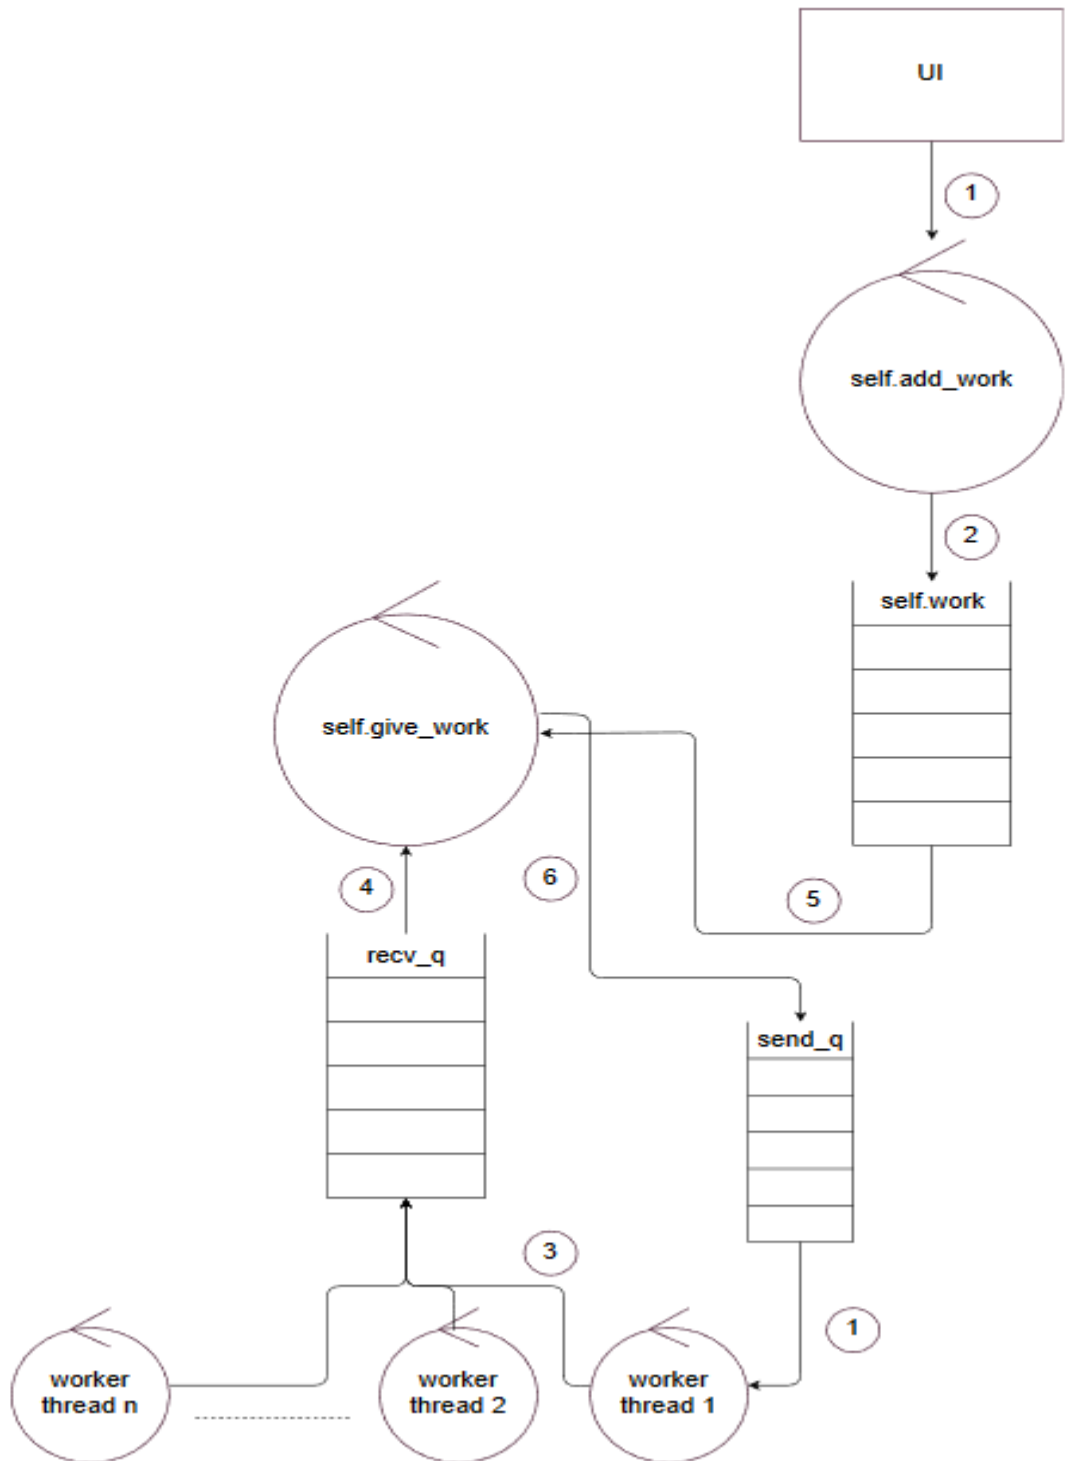 UI
1
self.add_work
2
self.work
self.give_work
6
4
5
recv_q
send_q
3
1
worker
thread n
worker
thread 2
worker
thread 1